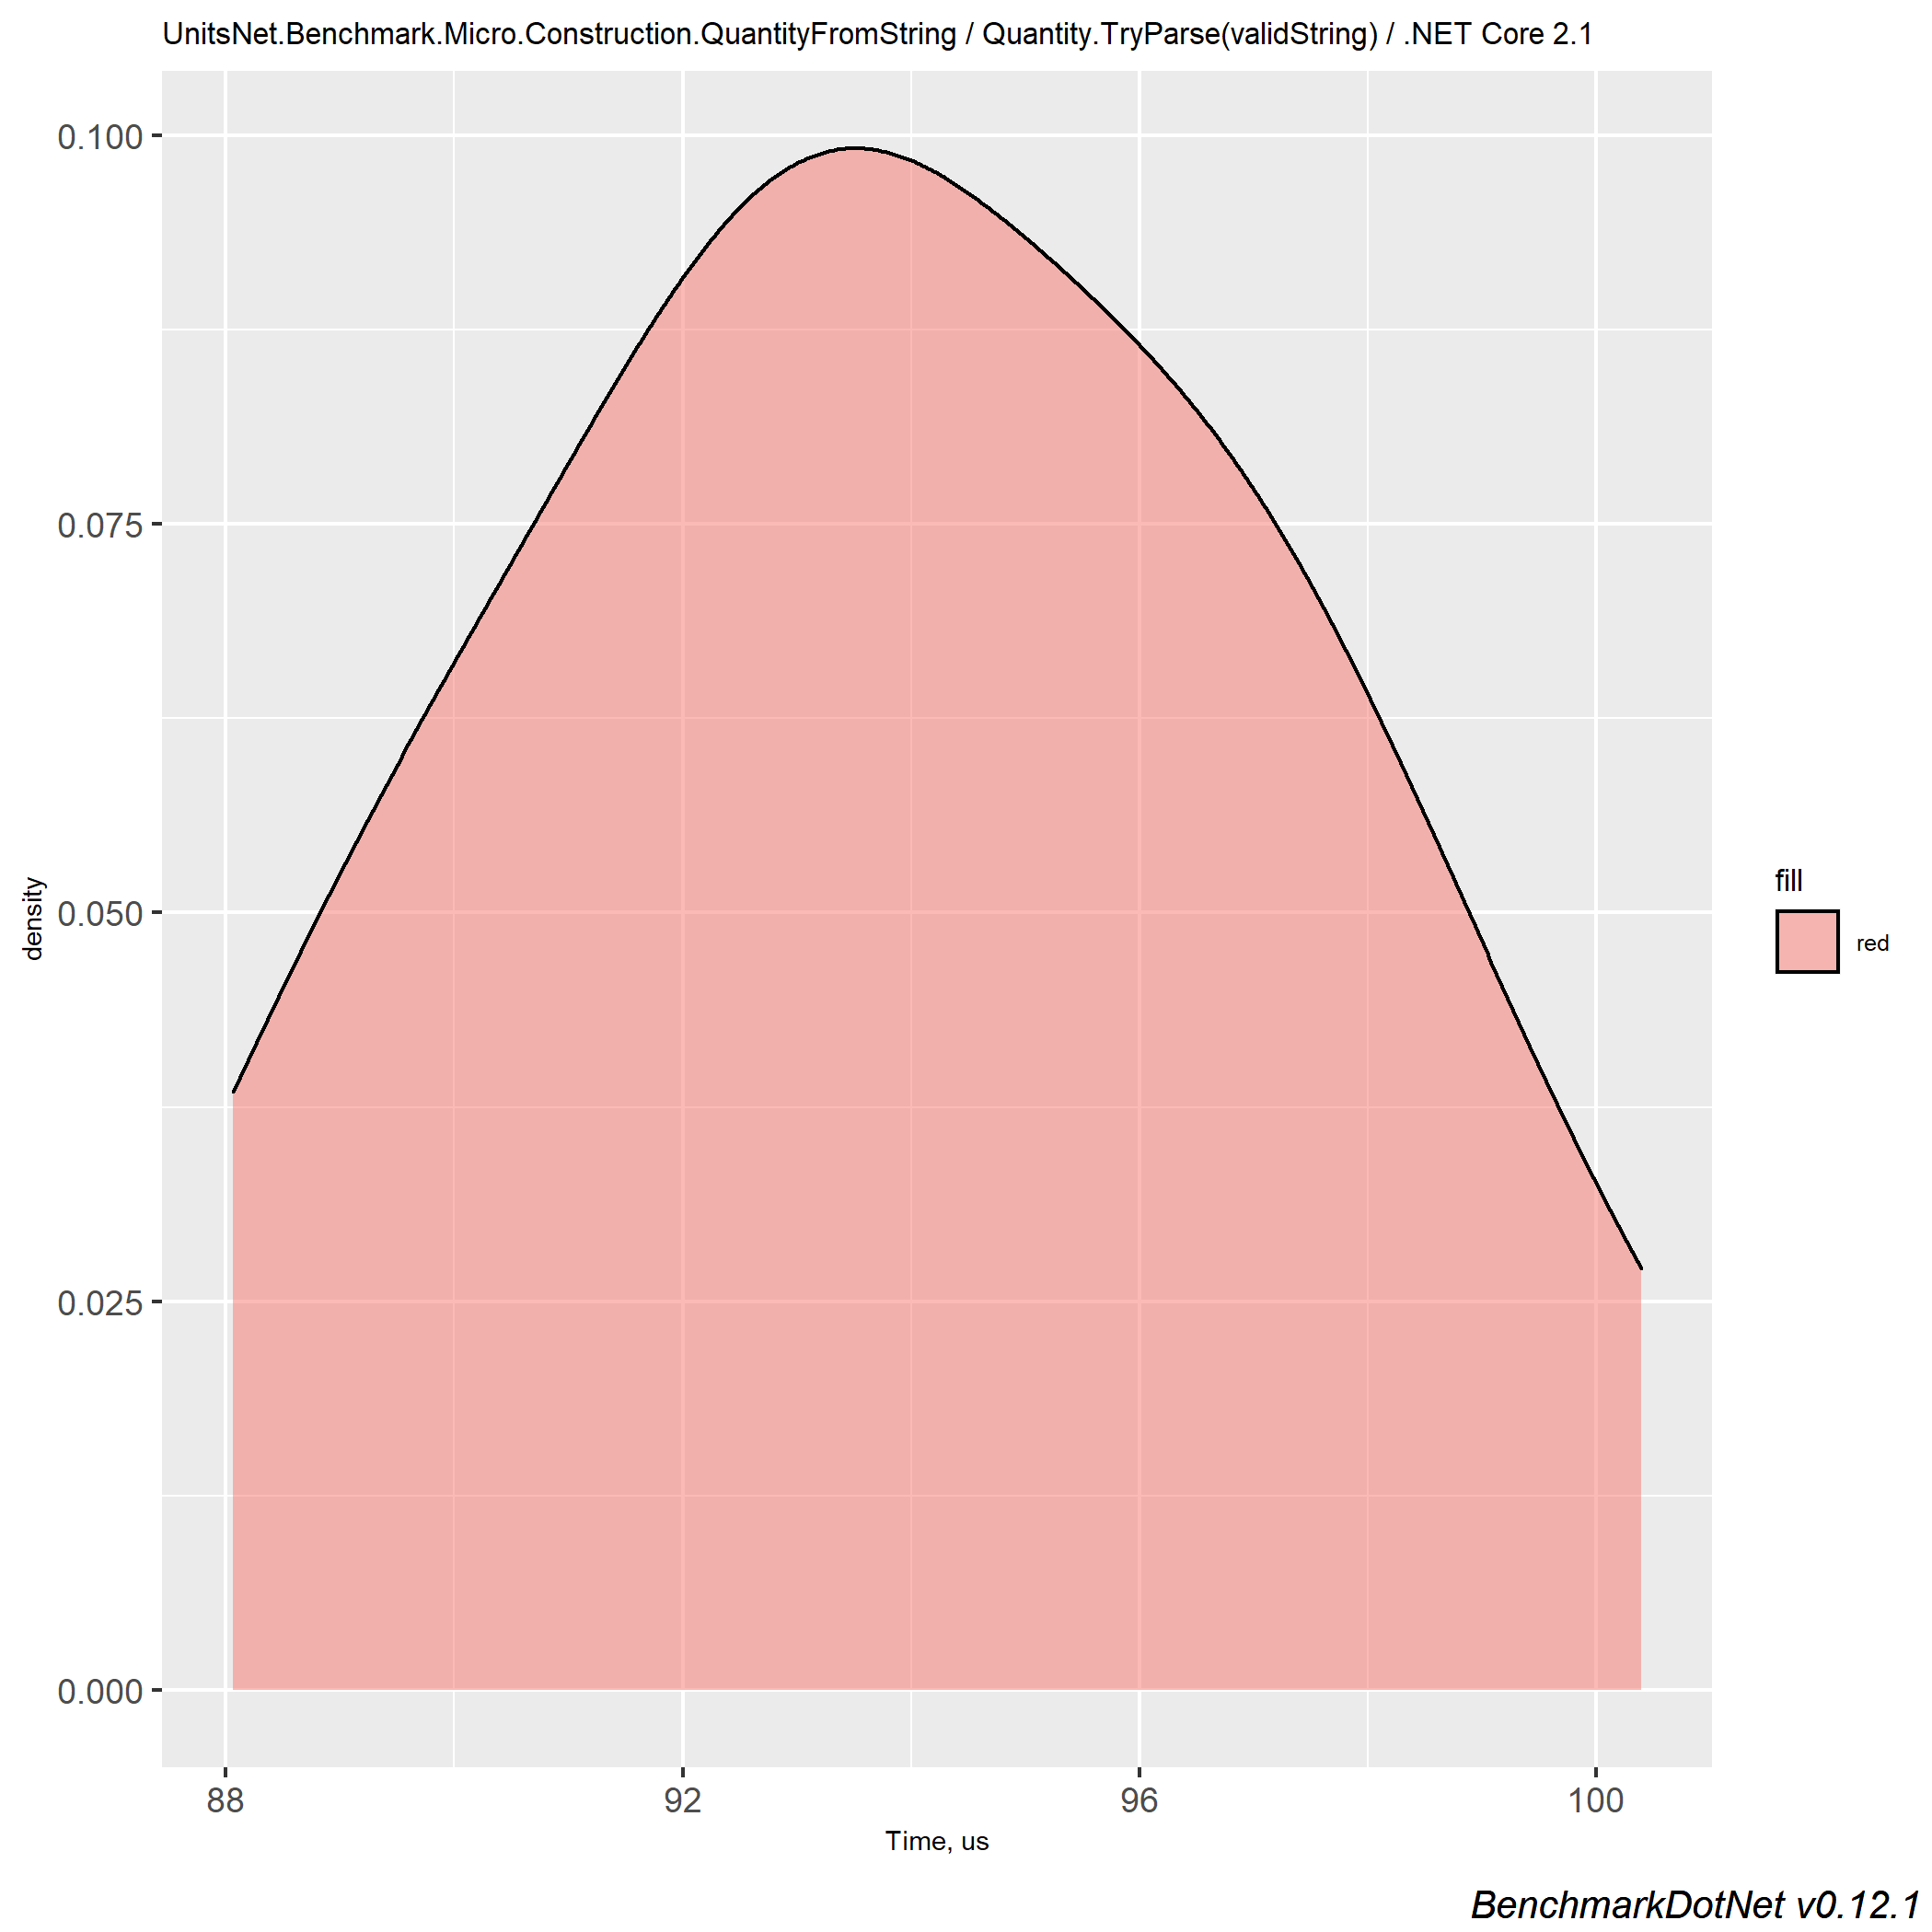 UnitsNet.Benchmark.Micro.Construction.QuantityFromString / Quantity.TryParse(validString) / .NET Core 2.1
0.100
0.075
0.050
0.025
0.000
density
88 92 96 100
Time, us
fill
red
BenchmarkDotNet v0.12.1